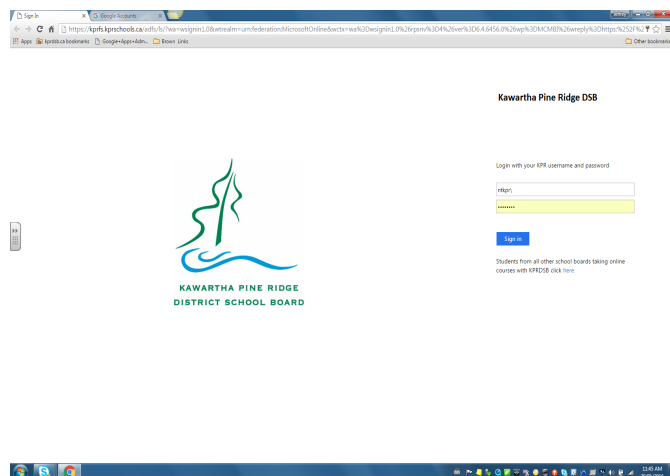 Sign In
Google Accounts
https://kprfs.kprschools.ca/adfs/ls/?wa=wsignin1.0&wtrealm=urn:federation:MicrosoftOnline&wctx=wa%3Dwsignin1.0%26rpsnv%3D4%26ver%3D6.4.6456.0%26wp%3DMCMBI%26wreply%3Dhttps:%252F%2
Apps kprdsb.ca bookmarks Google+Apps+Adm... Brown Links Other bookmarks
Kawartha Pine Ridge DSB
Login with your KPR username and password
ntkpr\
Sign in
Students from all other school boards taking online
courses with KPRDSB click here
KAWARTHA PINE RIDGE
DISTRICT SCHOOL BOARD
11:45 AM